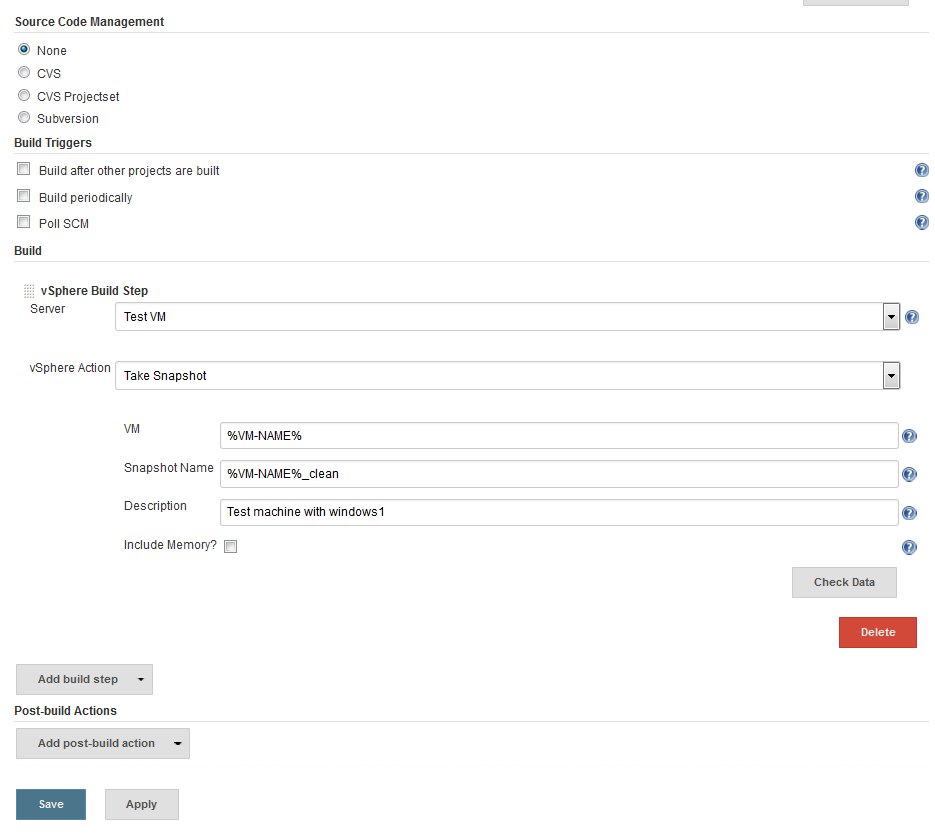 Source Code Management
None
CVS
CVS Projectset
Subversion
Build Triggers
Build after other projects are built
Build periodically
Poll SCM
Build
vSphere Build Step
Server
Test VM
vSphere Action
Take Snapshot
VM
%VM-NAME%
Snapshot Name
%VM-NAME%_clean
Description
Test machine with windows1
Include Memory?
Check Data
Delete
Add build step
Post-build Actions
Add post-build action
Save Apply